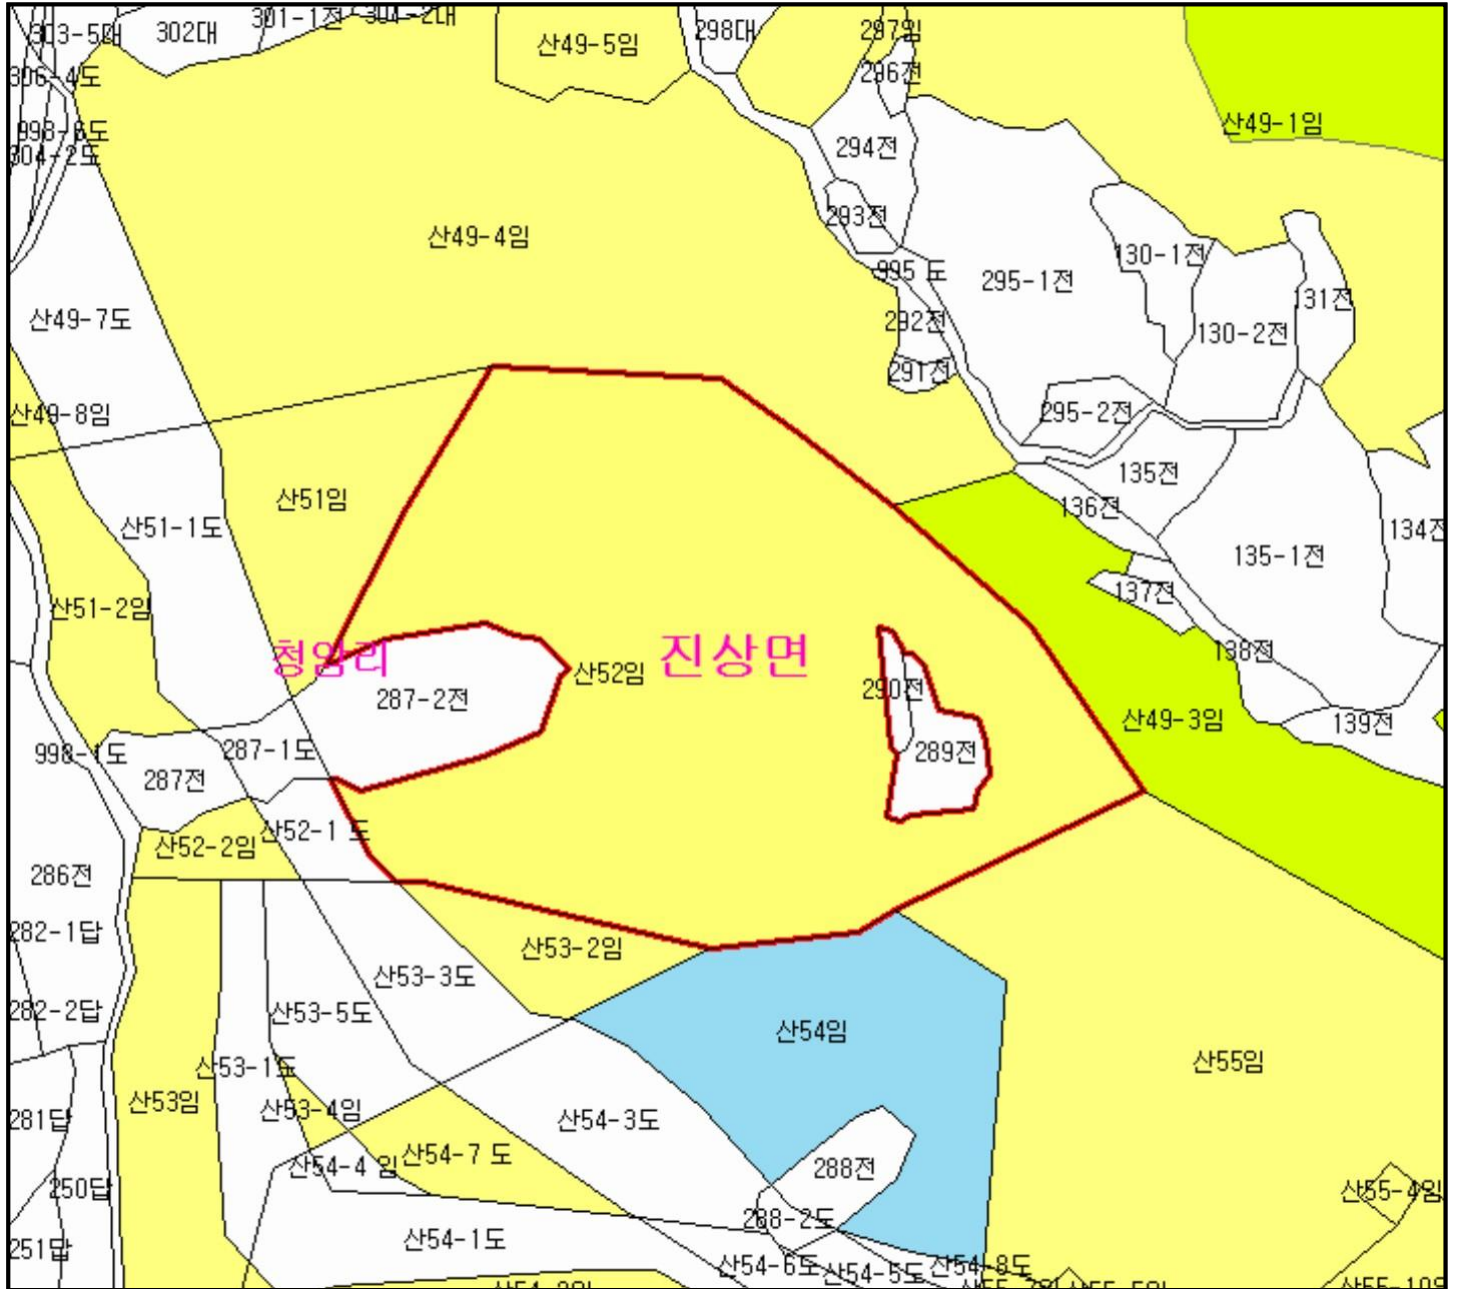 303-5대
302대
301-1전
301-2대
298대
297임
산49-5임
306-4도
296전
998-6도
산49-1임
304-2도
294전
293전
산49-4임
130-1전
995 도
295-1전
131전
산49-7도
292전
130-2전
291전
산49-8임
295-2전
135전
산51임
136전
산51-1도
134전
135-1전
137전
산51-2임
138전
청암리
진상면
산52임
290전
287-2전
산49-3임
139전
998-1도
287-1도
289전
287전
산52-1 도
산52-2임
286전
282-1답
산53-2임
산53-3도
282-2답
산53-5도
산54임
산53-1도
산55임
산53임
산53-4임
281답
산54-3도
산54-7 도
산54-4 임
288전
250답
산55-4임
288-2도
251답
산54-1도
산54-6도
산54-5도
산54-8도